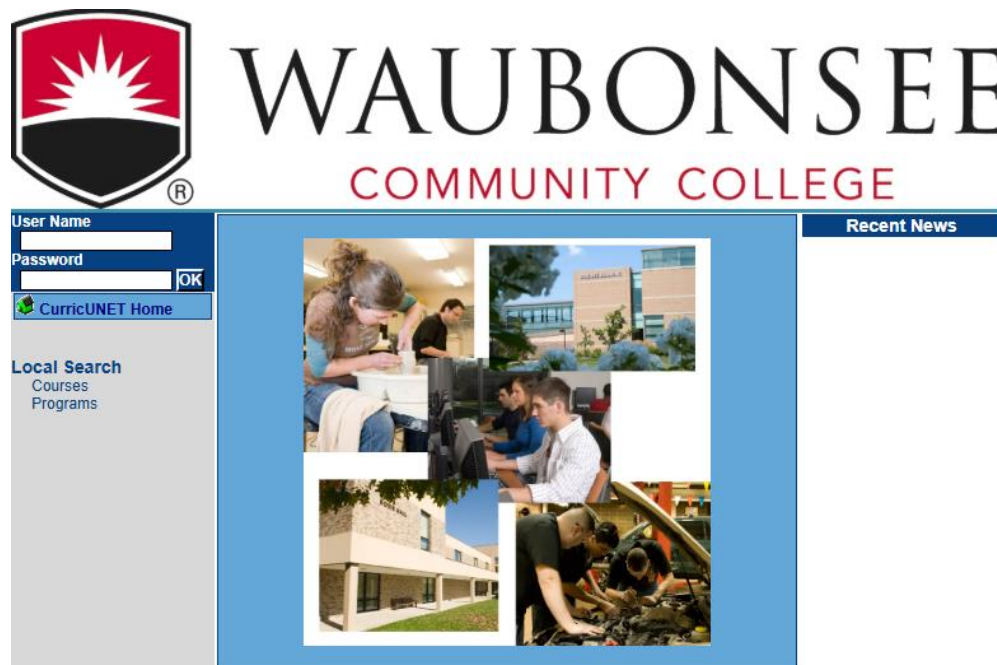 WAUBONSEE
COMMUNITY COLLEGE
®
User Name
Password
OK
CurricUNET Home
Local Search
Courses
Programs
Recent News